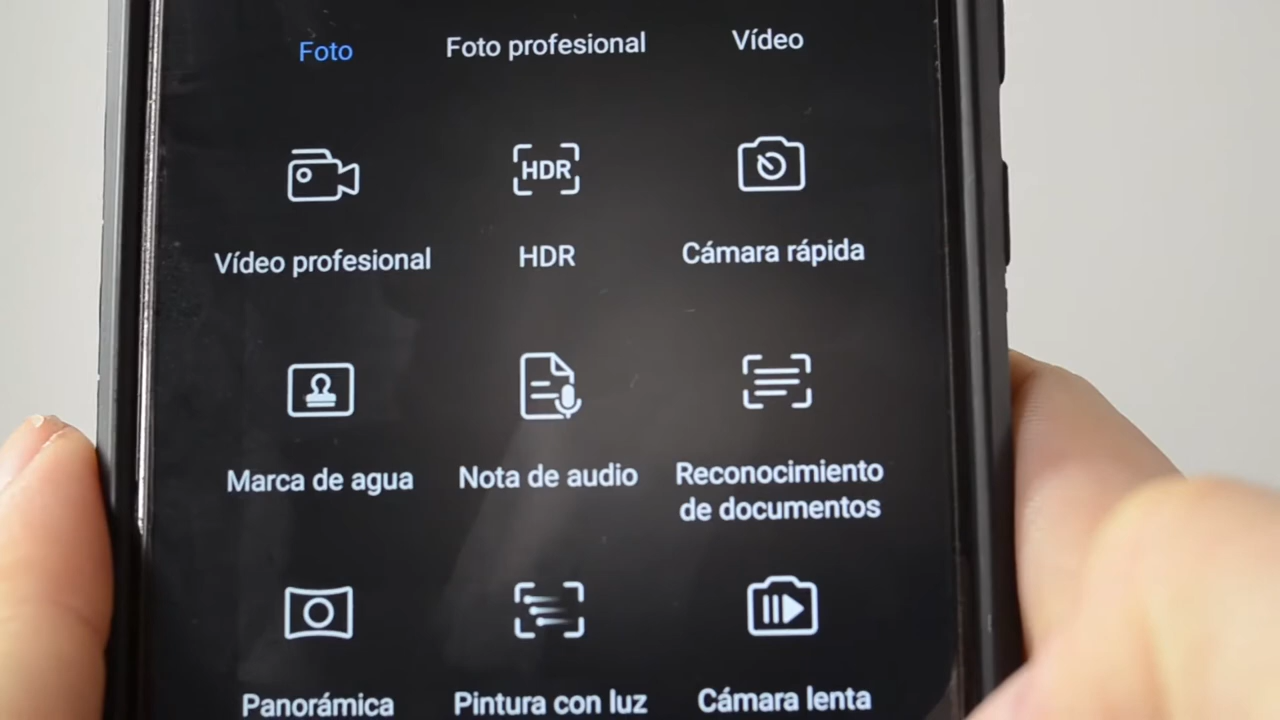 Foto
Foto profesional
Vídeo
HDR
Vídeo profesional
HDR
Cámara rápida
Marca de agua
Nota de audio
Reconocimiento
de documentos
Panorámica
Pintura con luz
Cámara lenta